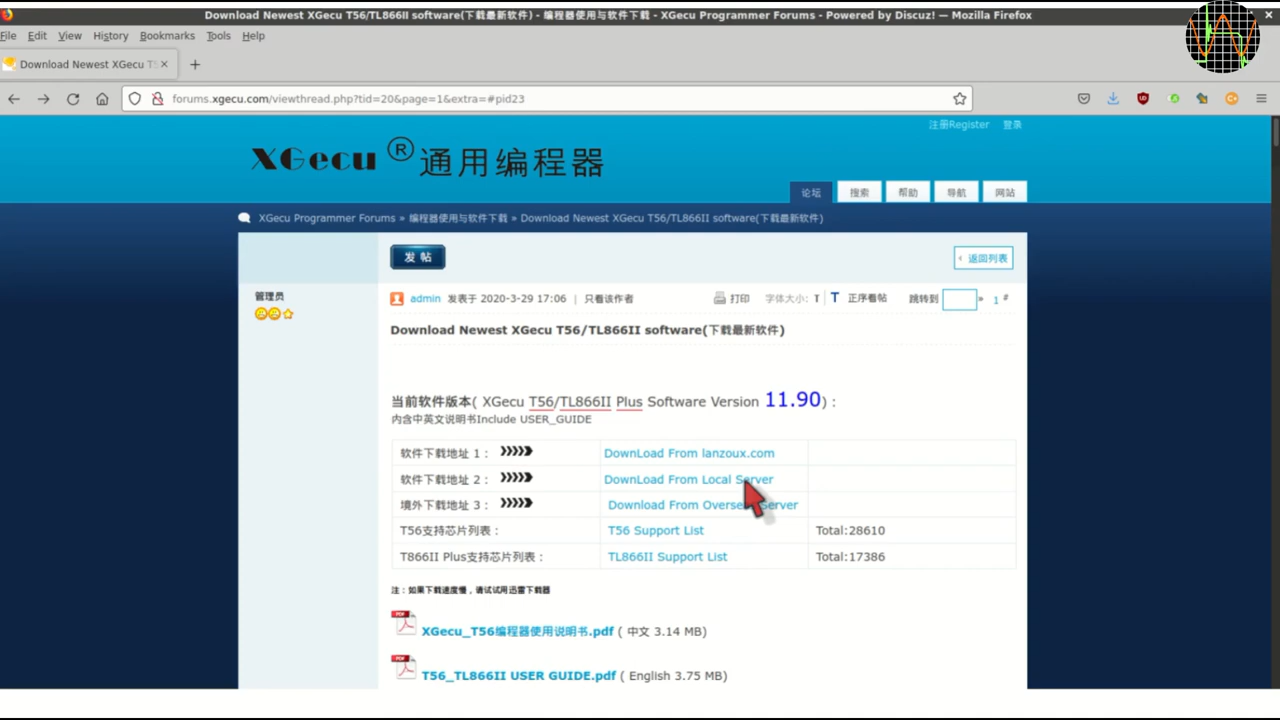 Download Newest XGecu T56/TL866II software(下载最新软件) - 编程器使用与软件下载 - XGecu Programmer Forums - Powered by Discuz! — Mozilla Firefox
File Edit View History Bookmarks Tools Help
Download Newest XGecu
forums.xgecu.com/viewthread.php?tid=20&page=1&extra=#pid23
注册Register 登录
XGecu ® 通用编程器
论坛 搜索 帮助 导航 网站
XGecu Programmer Forums » 编程器使用与软件下载 » Download Newest XGecu T56/TL866II software(下载最新软件)
发帖
返回列表
管理员
admin 发表于 2020-3-29 17:06 | 只看该作者
打印 字体大小: T | T 正序看帖 跳转到 » 1 #
Download Newest XGecu T56/TL866II software(下载最新软件)
当前软件版本( XGecu T56/TL866II Plus Software Version 11.90) :
内含中英文说明书Include USER_GUIDE
软件下载地址 1 : DownLoad From lanzoux.com
软件下载地址 2 : DownLoad From Local Server
境外下载地址 3 : Download From Server
T56支持芯片列表 : T56 Support List Total:28610
T866II Plus支持芯片列表 : TL866II Support List Total:17386
注 : 如果下载速度慢 , 请试试用迅雷下载器
XGecu_T56编程器使用说明书.pdf ( 中文 3.14 MB)
T56_TL866II USER GUIDE.pdf ( English 3.75 MB)